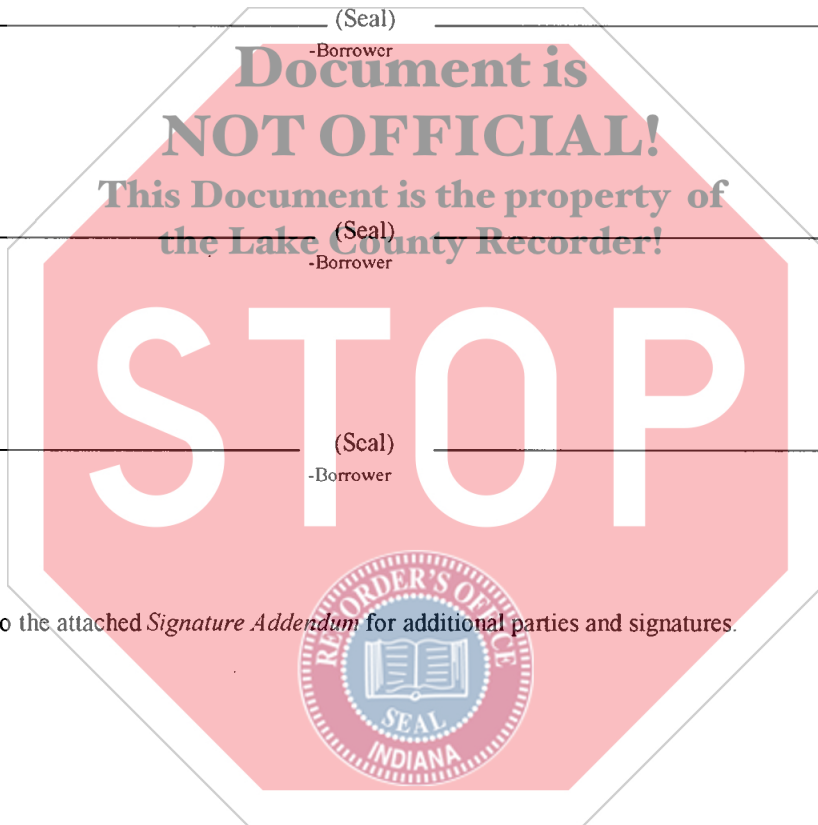 (Seal)
-Borrower
Document is
NOT OFFICIAL!
This Document is the property of
the Lake County Recorder!
(Seal)
-Borrower
STOP
(Seal)
-Borrower
o the attached Signature Addendum for additional parties and signatures.
RECORDER'S OFFICE
SEAL
INDIANA